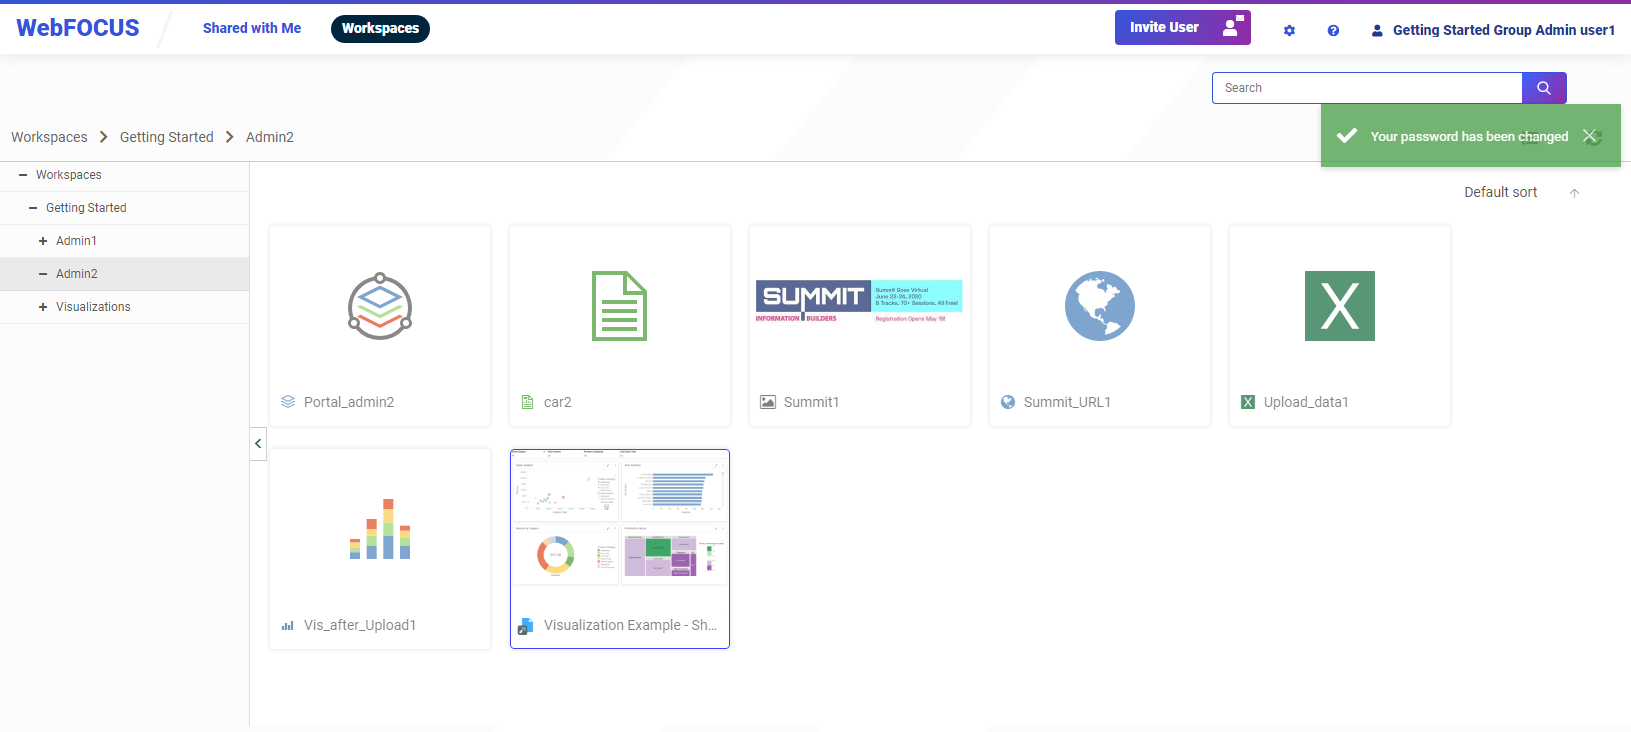 WebFOCUS
Shared with Me
Workspaces
Invite User
Getting Started Group Admin user1
Search
Workspaces
Getting Started
Admin2
Your password has been changed
Workspaces
Getting Started
Admin1
Admin2
Visualizations
Default sort
SUMMIT
INFORMATION BUILDERS
Summit Goes Virtual
June 23-24, 2020
8 Tracks. 70+ Sessions. All Free!
Registration Opens May 19!
Portal_admin2
car2
Summit1
Summit_URL1
Upload_data1
Vis_after_Upload1
Visualization Example - Sh...